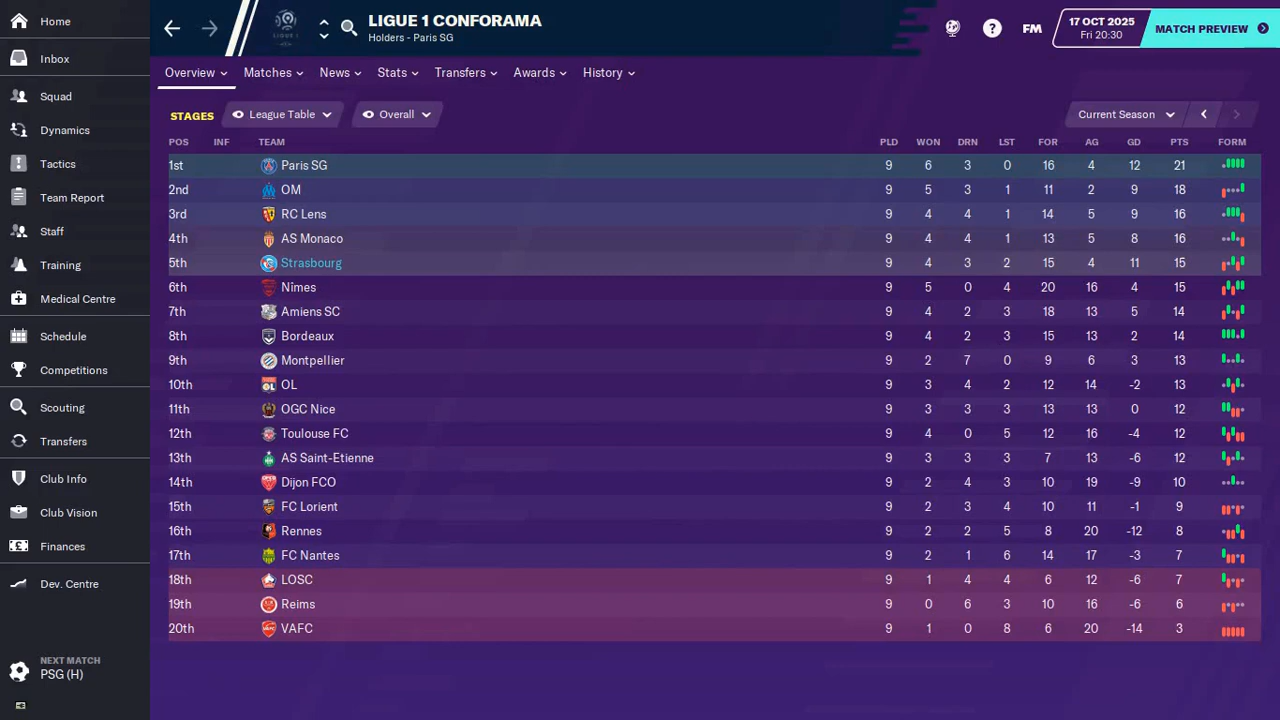 Home
Inbox
Squad
Dynamics
Tactics
Team Report
Staff
Training
Medical Centre
Schedule
Competitions
Scouting
Transfers
Club Info
Club Vision
Finances
Dev. Centre
NEXT MATCH
PSG (H)
LIGUE 1 CONFORAMA
Holders - Paris SG
? FM
17 OCT 2025
Fri 20:30
MATCH PREVIEW
Overview Matches News Stats Transfers Awards History
STAGES League Table Overall Current Season
POS INF TEAM PLD WON DRN LST FOR AG GD PTS FORM
1st Paris SG 9 6 3 0 16 4 12 21
2nd OM 9 5 3 1 11 2 9 18
3rd RC Lens 9 4 4 1 14 5 9 16
4th AS Monaco 9 4 4 1 13 5 8 16
5th Strasbourg 9 4 3 2 15 4 11 15
6th Nimes 9 5 0 4 20 16 4 15
7th Amiens SC 9 4 2 3 18 13 5 14
8th Bordeaux 9 4 2 3 15 13 2 14
9th Montpellier 9 2 7 0 9 6 3 13
10th OL 9 3 4 2 12 14 -2 13
11th OGC Nice 9 3 3 3 13 13 0 12
12th Toulouse FC 9 4 0 5 12 16 -4 12
13th AS Saint-Etienne 9 3 3 3 7 13 -6 12
14th Dijon FCO 9 2 4 3 10 19 -9 10
15th FC Lorient 9 2 3 4 10 11 -1 9
16th Rennes 9 2 2 5 8 20 -12 8
17th FC Nantes 9 2 1 6 14 17 -3 7
18th LOSC 9 1 4 4 6 12 -6 7
19th Reims 9 0 6 3 10 16 -6 6
20th VAFC 9 1 0 8 6 20 -14 3